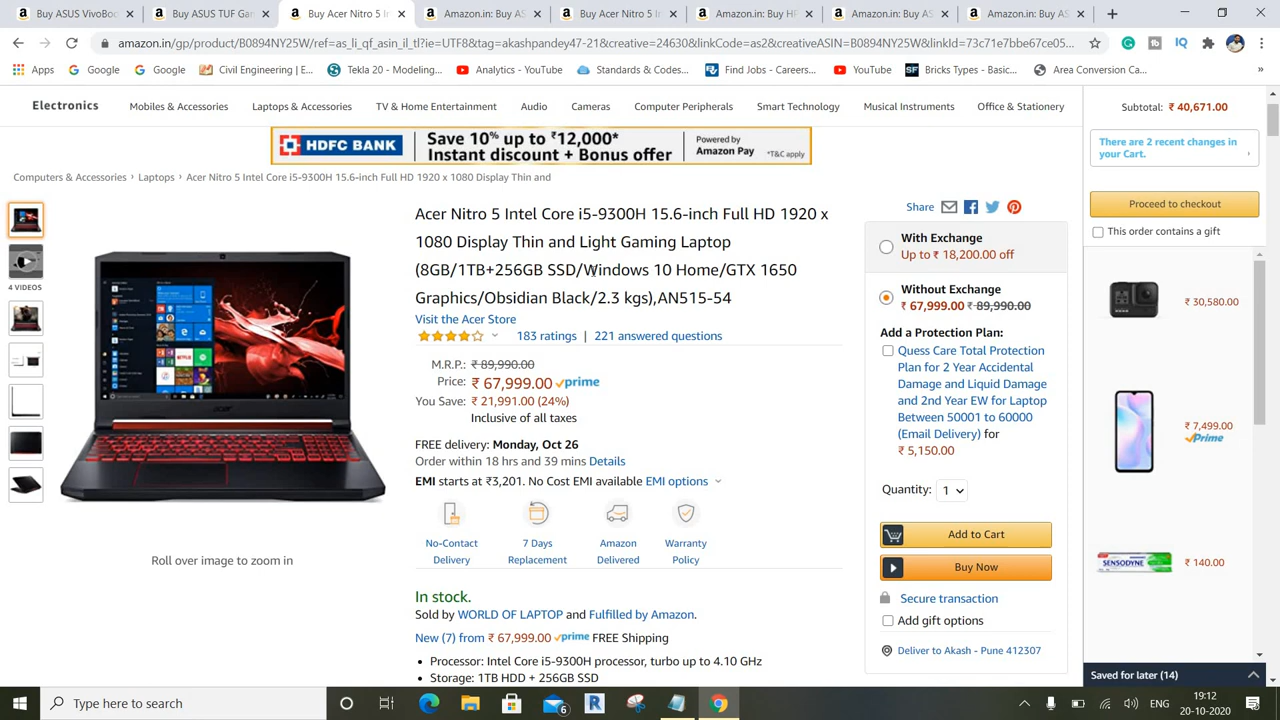 Buy ASUS VivoBoo
Buy ASUS TUF Gar
Buy Acer Nitro 5 In
Amazon.in: Buy AS
Buy Acer Nitro 5 In
Amazon.in: Buy HP
Amazon.in: Buy AS
Amazon.in: Buy AS
amazon.in/gp/product/B0894NY25W/ref=as_li_qf_asin_il_tl?ie=UTF8&tag=akashpandey47-21&creative=24630&linkCode=as2&creativeASIN=B0894NY25W&linkId=73c71e7bbe67ce05...
Apps
Google
Google
Civil Engineering | E...
Tekla 20 - Modeling...
Analytics - YouTube
Standards & Codes...
Find Jobs - Careers...
YouTube
Bricks Types - Basic...
Area Conversion Ca...
Electronics
Mobiles & Accessories
Laptops & Accessories
TV & Home Entertainment
Audio
Cameras
Computer Peripherals
Smart Technology
Musical Instruments
Office & Stationery
HDFC BANK
Save 10% up to ₹12,000*
Instant discount + Bonus offer
Powered by
Amazon Pay
*T&C apply
Computers & Accessories › Laptops › Acer Nitro 5 Intel Core i5-9300H 15.6-inch Full HD 1920 x 1080 Display Thin and
4 VIDEOS
acer
Roll over image to zoom in
Acer Nitro 5 Intel Core i5-9300H 15.6-inch Full HD 1920 x
1080 Display Thin and Light Gaming Laptop
(8GB/1TB+256GB SSD/Windows 10 Home/GTX 1650
Graphics/Obsidian Black/2.3 kgs),AN515-54
Visit the Acer Store
183 ratings | 221 answered questions
M.R.P.: ₹ 89,990.00
Price: ₹ 67,999.00 prime
You Save: ₹ 21,991.00 (24%)
Inclusive of all taxes
FREE delivery: Monday, Oct 26
Order within 18 hrs and 39 mins Details
EMI starts at ₹3,201. No Cost EMI available EMI options
No-Contact
Delivery
7 Days
Replacement
Amazon
Delivered
Warranty
Policy
In stock.
Sold by WORLD OF LAPTOP and Fulfilled by Amazon.
New (7) from ₹ 67,999.00 prime FREE Shipping
• Processor: Intel Core i5-9300H processor, turbo up to 4.10 GHz
• Storage: 1TB HDD + 256GB SSD
Share
With Exchange
Up to ₹ 18,200.00 off
Without Exchange
₹ 67,999.00 ₹ 89,990.00
Add a Protection Plan:
Quess Care Total Protection
Plan for 2 Year Accidental
Damage and Liquid Damage
and 2nd Year EW for Laptop
Between 50001 to 60000
(Email Delivery) for
₹ 5,150.00
Quantity: 1
Add to Cart
Buy Now
Secure transaction
Add gift options
Deliver to Akash - Pune 412307
Subtotal: ₹ 40,671.00
There are 2 recent changes in
your Cart.
Proceed to checkout
This order contains a gift
₹ 30,580.00
₹ 7,499.00
Prime
SENSODYNE
₹ 140.00
Saved for later (14)
Type here to search
6
ENG
19:12
20-10-2020